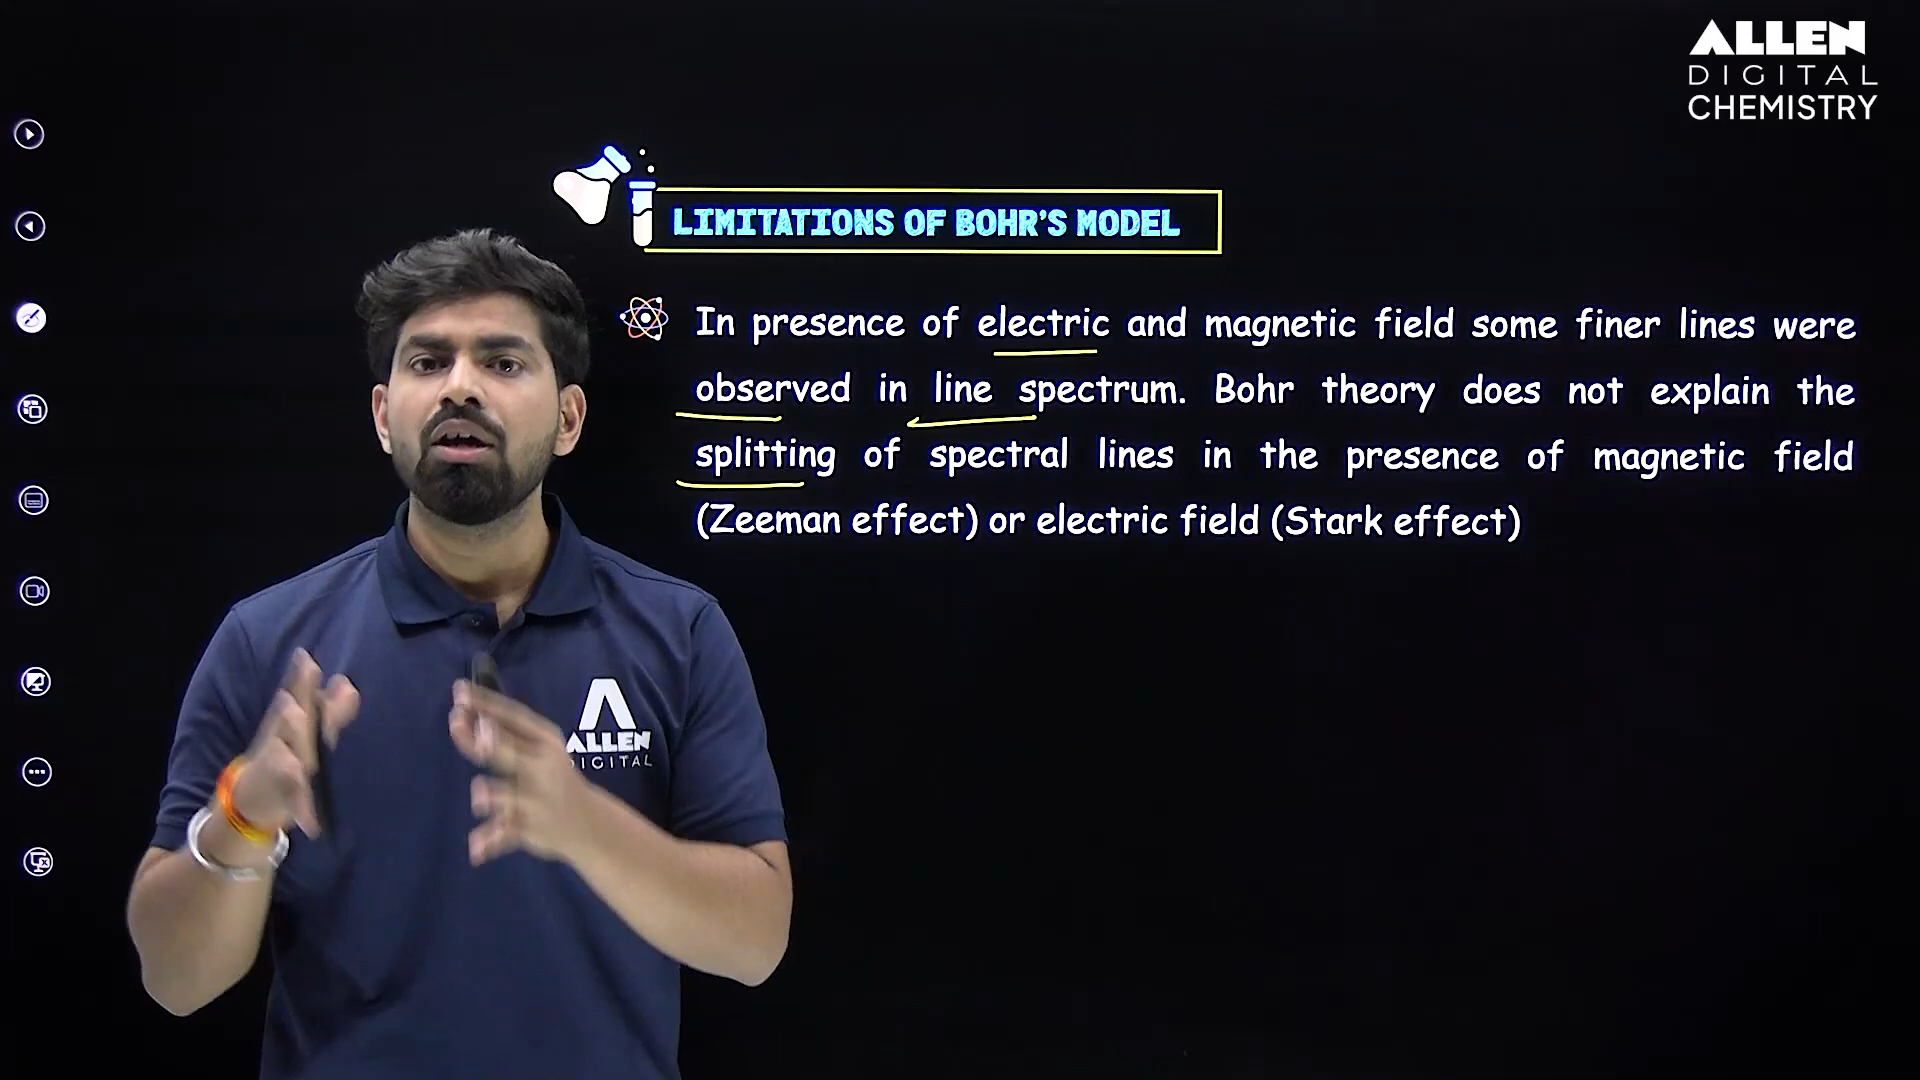 ALLEN
DIGITAL
CHEMISTRY
LIMITATIONS OF BOHR'S MODEL
In presence of electric and magnetic field some finer lines were
observed in line spectrum. Bohr theory does not explain the
splitting of spectral lines in the presence of magnetic field
(Zeeman effect) or electric field (Stark effect)
ALLEN
DIGITAL